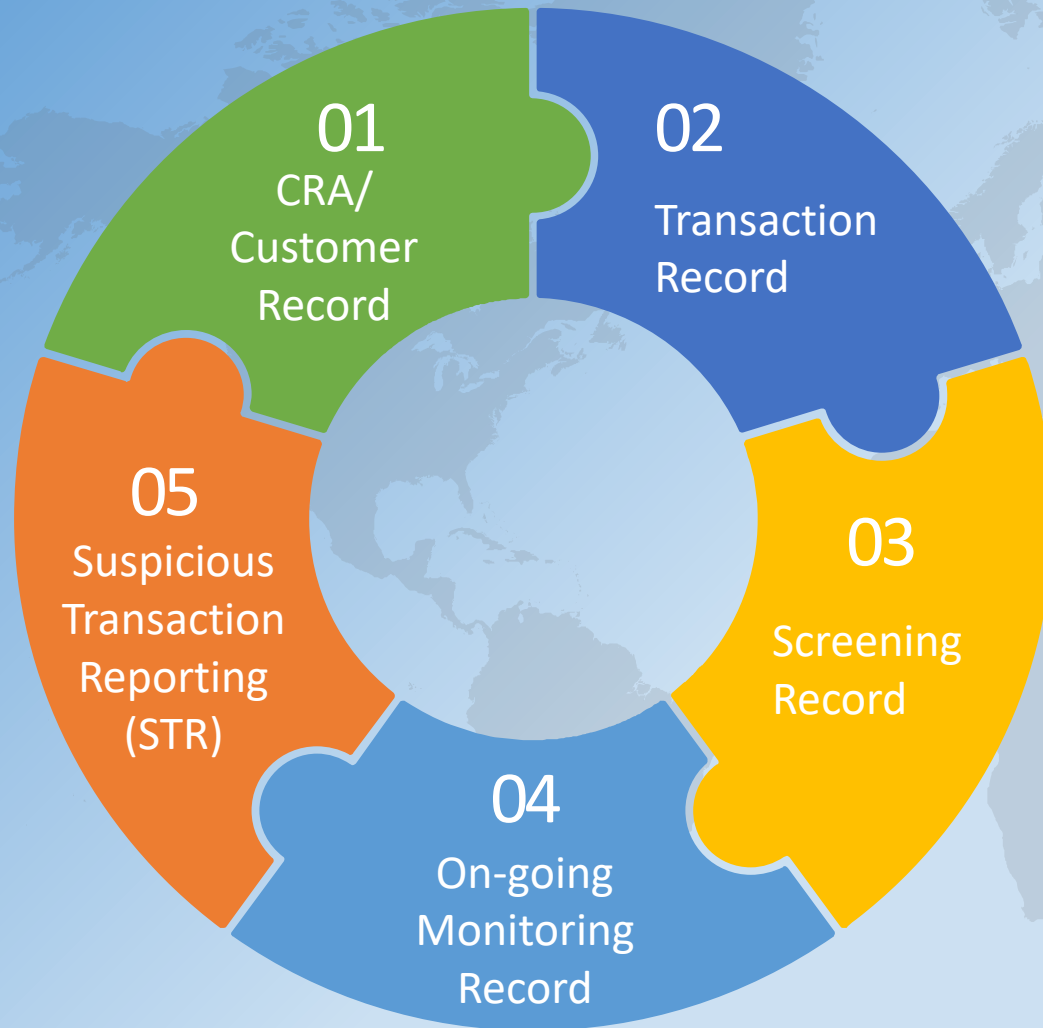 01
CRA/
Customer
Record
02
Transaction
Record
03
Screening
Record
04
On-going
Monitoring
Record
05
Suspicious
Transaction
Reporting
(STR)